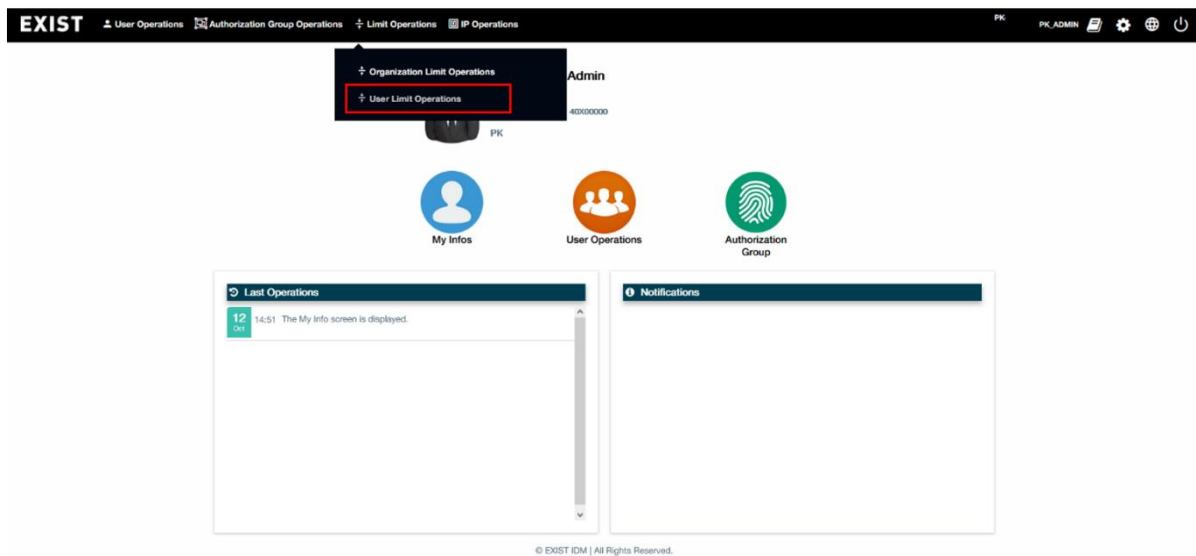 EXIST User Operations Authorization Group Operations Limit Operations IP Operations PK PK_ADMIN
Organization Limit Operations
User Limit Operations
Admin
40X00000
PK
My Infos
User Operations
Authorization
Group
Last Operations
12
Oct
14:51 The My Info screen is displayed.
Notifications
© EXIST IDM | All Rights Reserved.